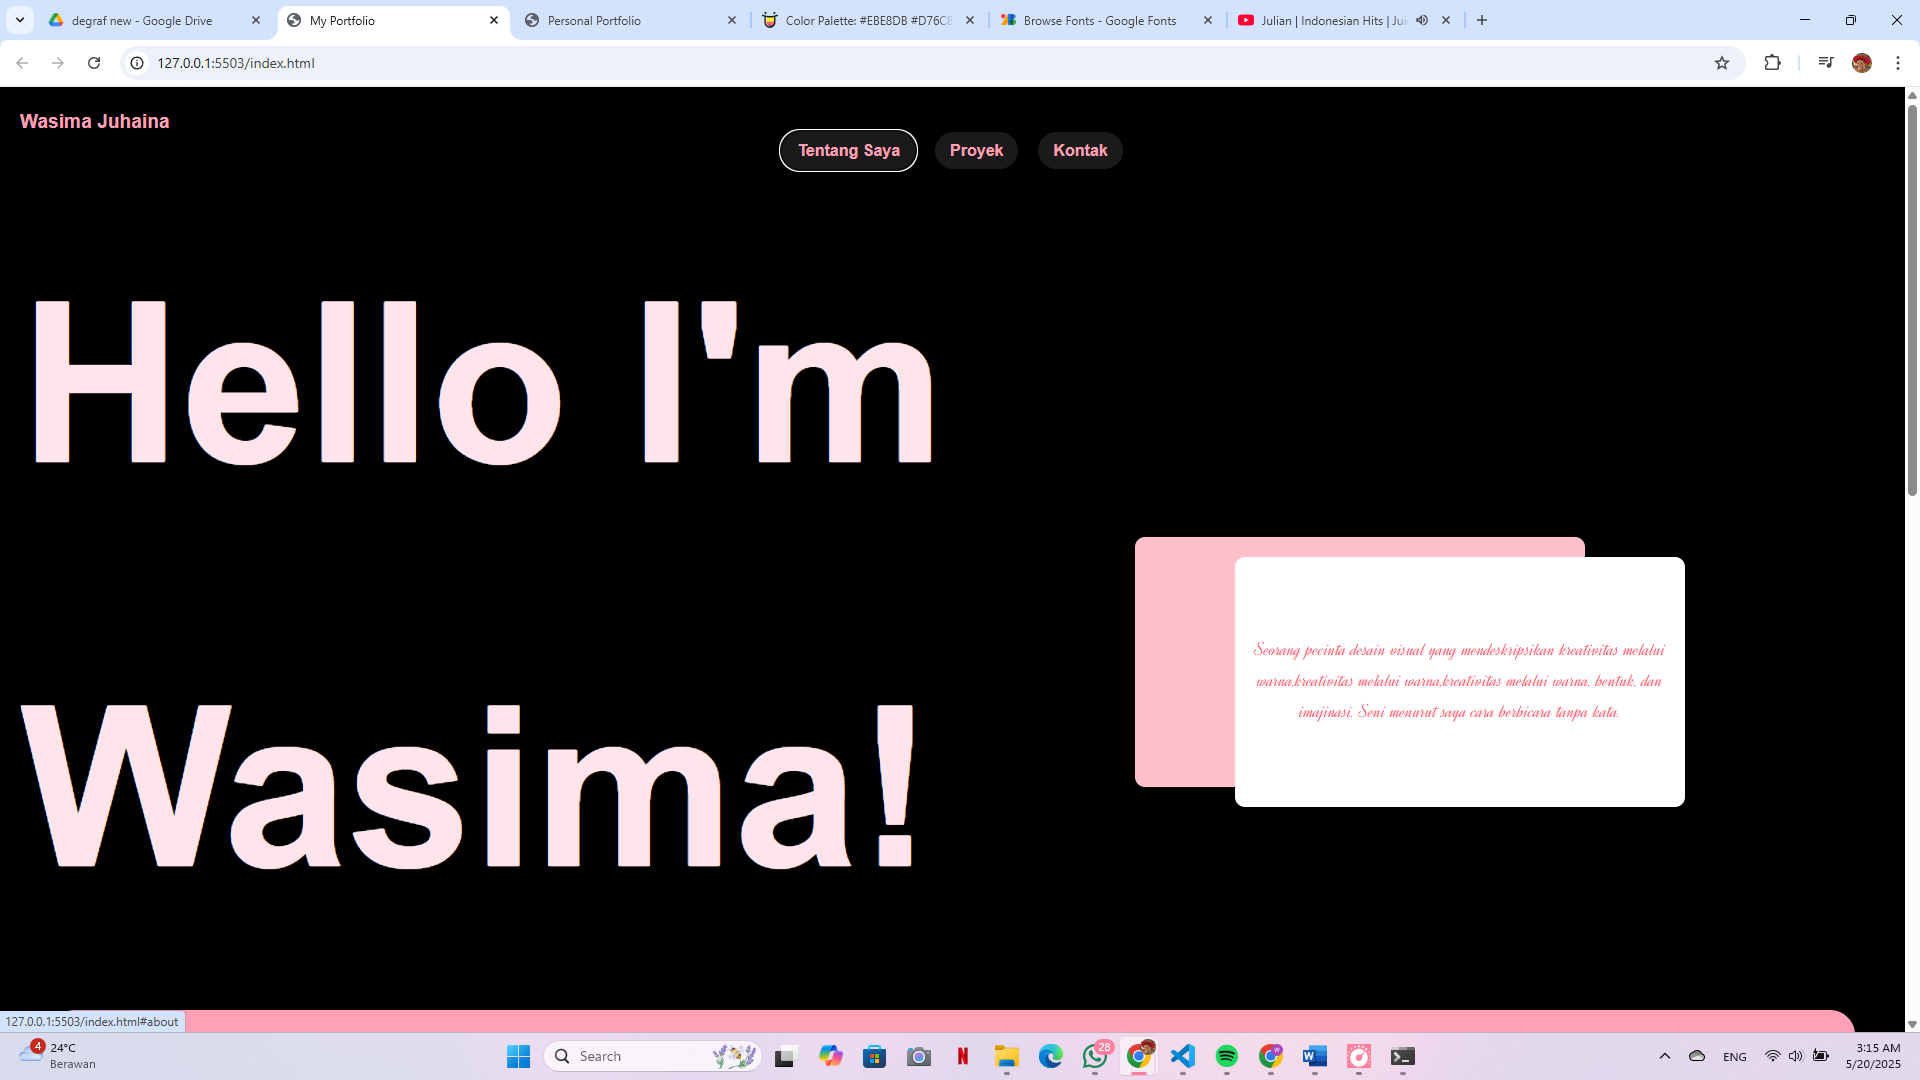 degraf new - Google Drive
My Portfolio
Personal Portfolio
Color Palette: #EBE8DB #D76C8
Browse Fonts - Google Fonts
Julian | Indonesian Hits | Jui
127.0.0.1:5503/index.html
Wasima Juhaina
Tentang Saya
Proyek
Kontak
Hello I'm
Wasima!
Seorang pecinta desain visual yang mendeskripsikan kreativitas melalui
warna,kreativitas melalui warna,kreativitas melalui warna, bentuk, dan
imajinasi. Seni menurut saya cara berbicara tanpa kata.
127.0.0.1:5503/index.html#about
4
24°C
Berawan
Search
28
ENG
3:15 AM
5/20/2025